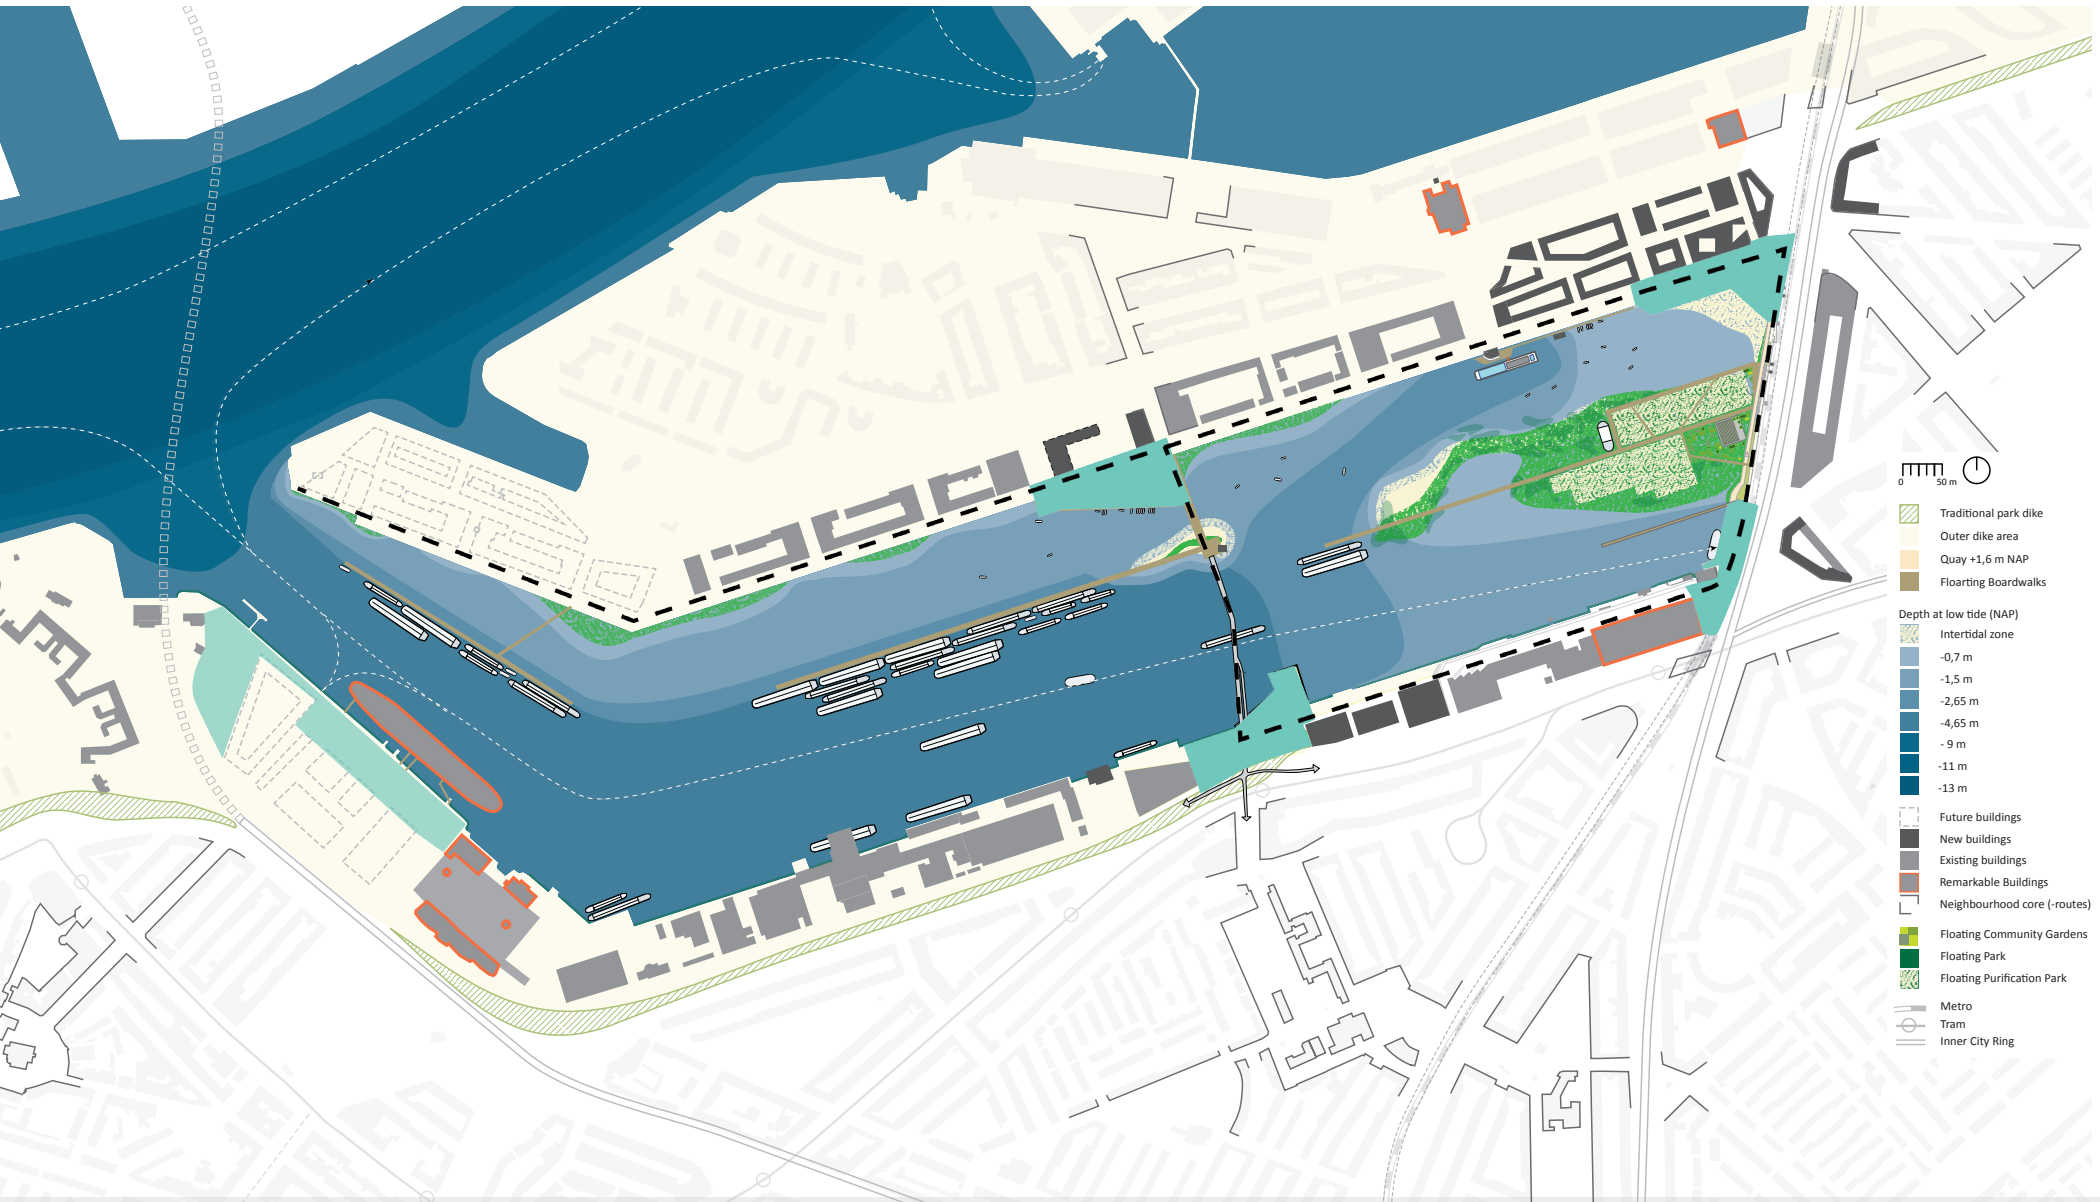 0 50 m
Traditional park dike
Outer dike area
Quay +1,6 m NAP
Floarting Boardwalks
Depth at low tide (NAP)
Intertidal zone
-0,7 m
-1,5 m
-2,65 m
-4,65 m
- 9 m
-11 m
-13 m
Future buildings
New buildings
Existing buildings
Remarkable Buildings
Neighbourhood core (-routes)
Floating Community Gardens
Floating Park
Floating Purification Park
Metro
Tram
Inner City Ring